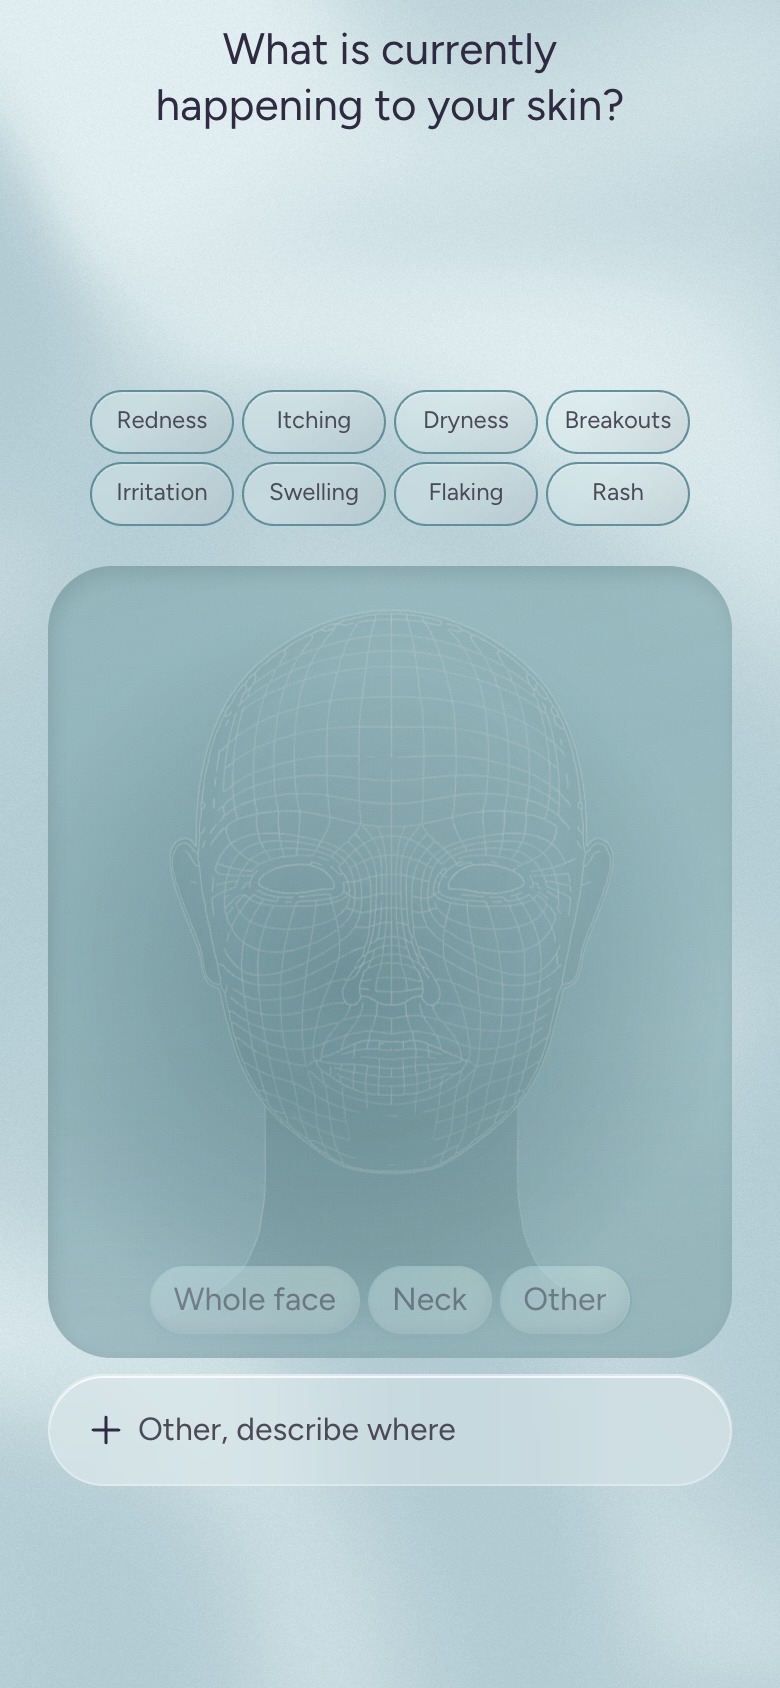 What is currently
happening to your skin?
Redness Itching Dryness Breakouts
Irritation Swelling Flaking Rash
Whole face Neck Other
+ Other, describe where